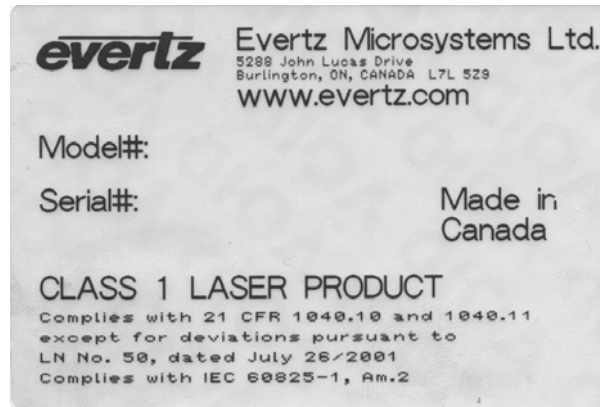 evertz
Evertz Microsystems Ltd.
5288 John Lucas Drive
Burlington, ON, CANADA L7L 5Z9
www.evertz.com
Model#:
Serial#:
Made in
Canada
CLASS 1 LASER PRODUCT
Complies with 21 CFR 1040.10 and 1040.11
except for deviations pursuant to
LN No. 50, dated July 26/2001
Complies with IEC 60825-1, Am.2